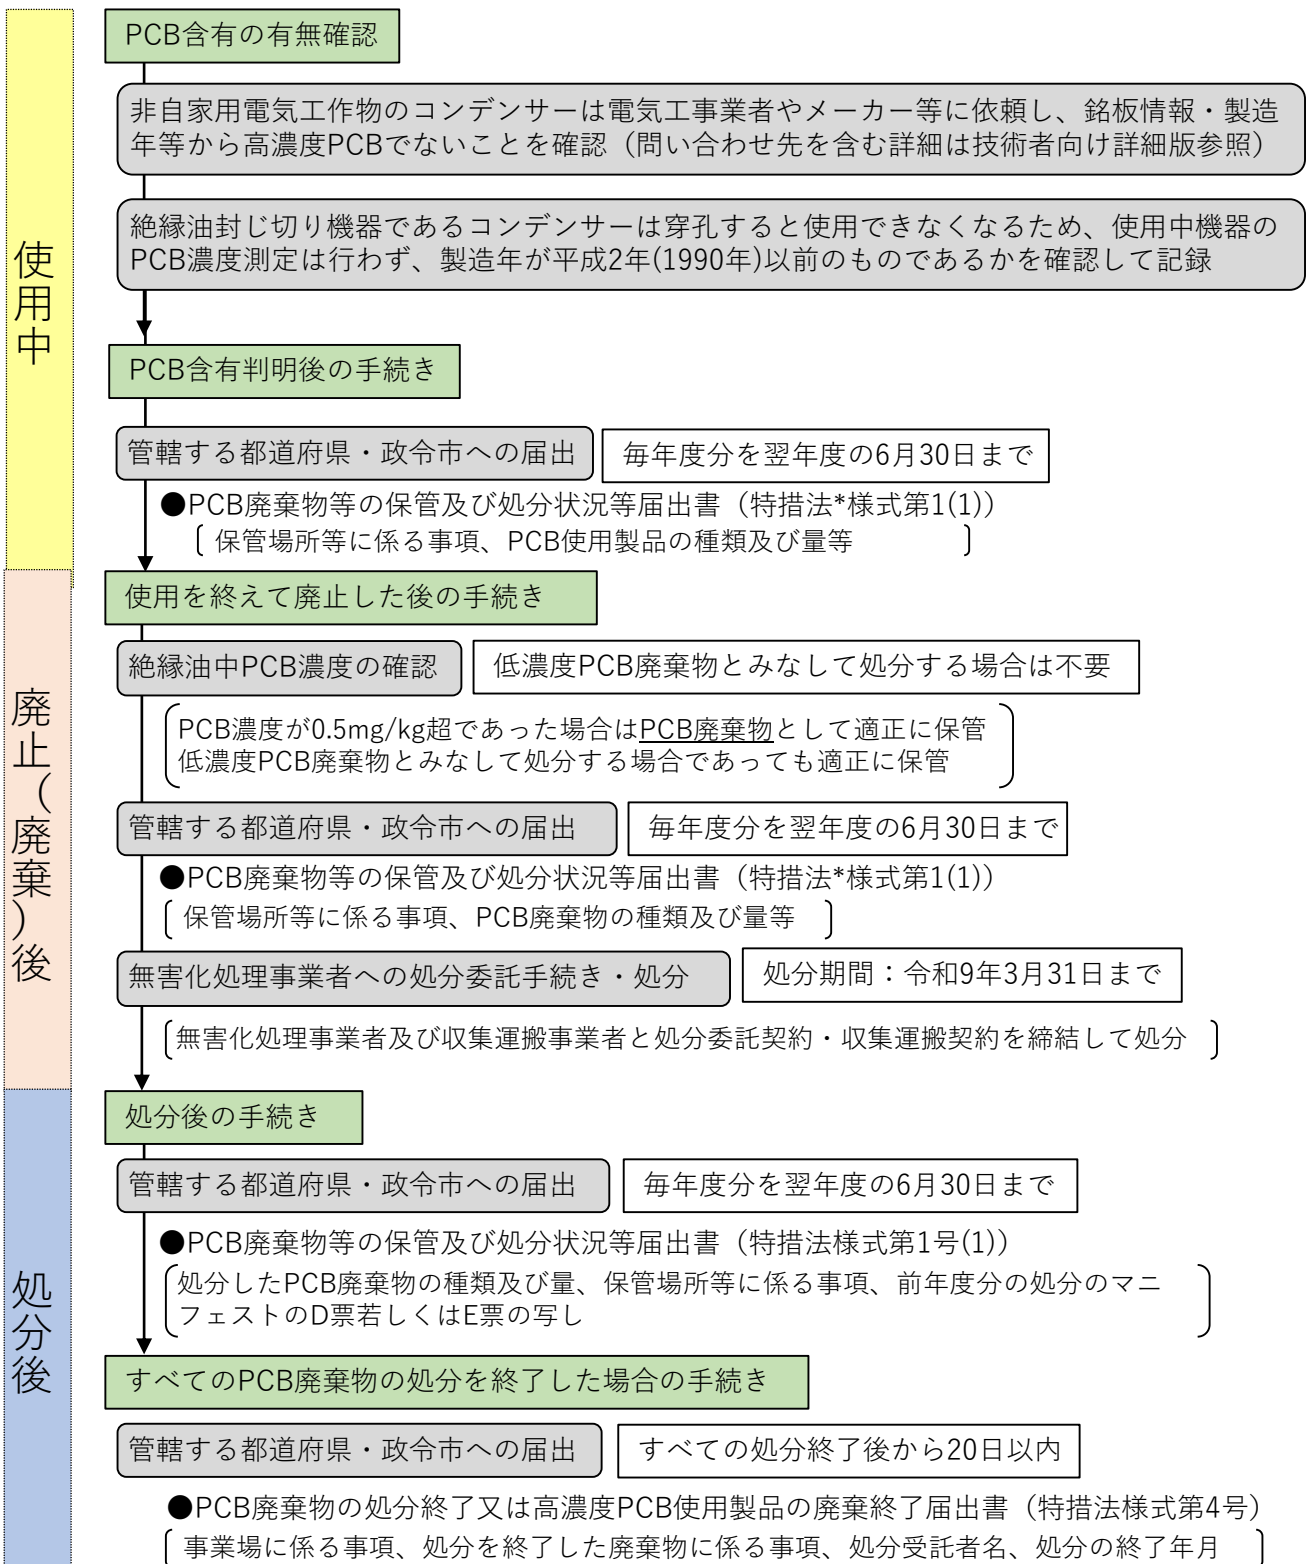 使用中
PCB含有の有無確認
非自家用電気工作物のコンデンサーは電気工事業者やメーカー等に依頼し、銘板情報・製造
年等から高濃度PCBでないことを確認（問い合わせ先を含む詳細は技術者向け詳細版参照）
絶縁油封じ切り機器であるコンデンサーは穿孔すると使用できなくなるため、使用中機器の
PCB濃度測定は行わず、製造年が平成2年(1990年)以前のものであるかを確認して記録
PCB含有判明後の手続き
管轄する都道府県・政令市への届出
毎年度分を翌年度の6月30日まで
●PCB廃棄物等の保管及び処分状況等届出書（特措法*様式第1(1)）
保管場所等に係る事項、PCB使用製品の種類及び量等
廃止(廃棄)後
使用を終えて廃止した後の手続き
絶縁油中PCB濃度の確認
低濃度PCB廃棄物とみなして処分する場合は不要
PCB濃度が0.5mg/kg超であった場合はPCB廃棄物として適正に保管
低濃度PCB廃棄物とみなして処分する場合であっても適正に保管
管轄する都道府県・政令市への届出
毎年度分を翌年度の6月30日まで
●PCB廃棄物等の保管及び処分状況等届出書（特措法*様式第1(1)）
保管場所等に係る事項、PCB廃棄物の種類及び量等
無害化処理事業者への処分委託手続き・処分
処分期間：令和9年3月31日まで
無害化処理事業者及び収集運搬事業者と処分委託契約・収集運搬契約を締結して処分
処分後
処分後の手続き
管轄する都道府県・政令市への届出
毎年度分を翌年度の6月30日まで
●PCB廃棄物等の保管及び処分状況等届出書（特措法様式第1号(1)）
処分したPCB廃棄物の種類及び量、保管場所等に係る事項、前年度分の処分のマニ
フェストのD票若しくはE票の写し
すべてのPCB廃棄物の処分を終了した場合の手続き
管轄する都道府県・政令市への届出
すべての処分終了後から20日以内
●PCB廃棄物の処分終了又は高濃度PCB使用製品の廃棄終了届出書（特措法様式第4号）
事業場に係る事項、処分を終了した廃棄物に係る事項、処分受託者名、処分の終了年月